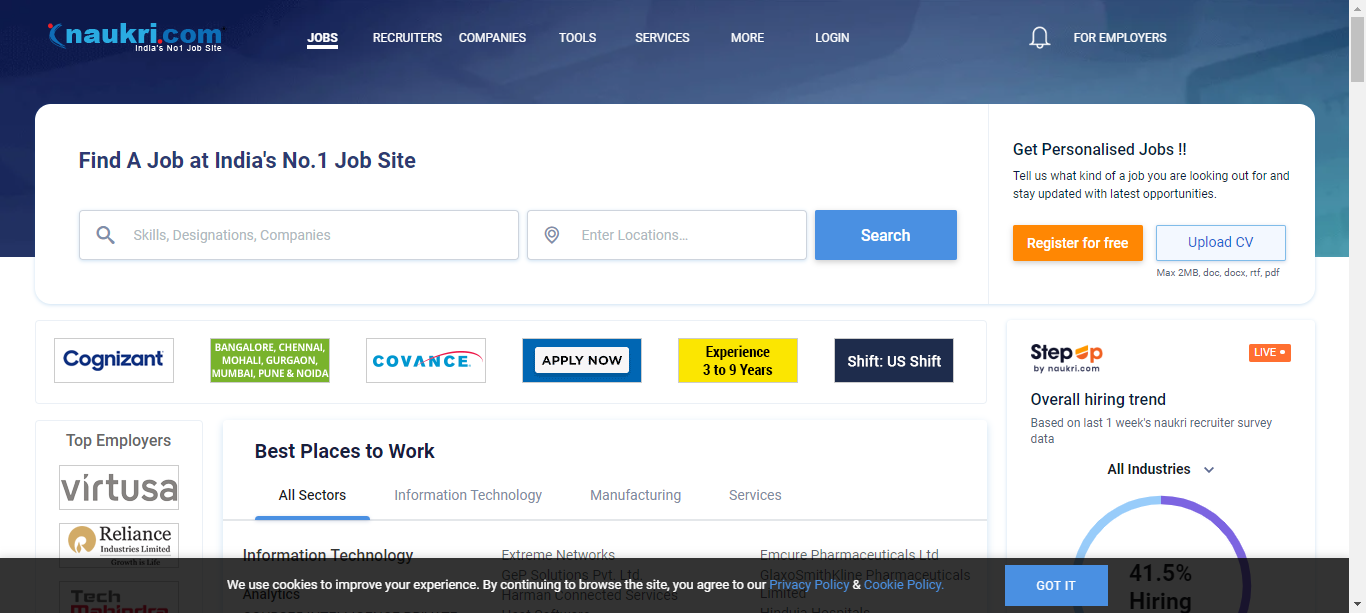 naukri.com
India's No1 Job Site
JOBS
RECRUITERS
COMPANIES
TOOLS
SERVICES
MORE
LOGIN
FOR EMPLOYERS
Find A Job at India's No.1 Job Site
Skills, Designations, Companies
Enter Locations...
Search
Get Personalised Jobs !!
Tell us what kind of a job you are looking out for and
stay updated with latest opportunities.
Register for free
Upload CV
Max 2MB, doc, docx, rtf, pdf
Cognizant
BANGALORE, CHENNAI,
MOHALI, GURGAON,
MUMBAI, PUNE & NOIDA
COVANCE
APPLY NOW
Experience
3 to 9 Years
Shift: US Shift
Step Up
by naukri.com
LIVE
Overall hiring trend
Based on last 1 week's naukri recruiter survey
data
All Industries
41.5%
Hiring
Top Employers
virtusa
Reliance
Industries Limited
Growth is Life
Tech
Mahindra
Best Places to Work
All Sectors
Information Technology
Manufacturing
Services
Information Technology
Analytics
Extreme Networks
GeP Solutions Pvt. Ltd.
Harman Connected Services
Host Software
Emcure Pharmaceuticals Ltd
GlaxoSmithKline Pharmaceuticals
Limited
Hinduja Hospitals
We use cookies to improve your experience. By continuing to browse the site, you agree to our Privacy Policy & Cookie Policy.
GOT IT